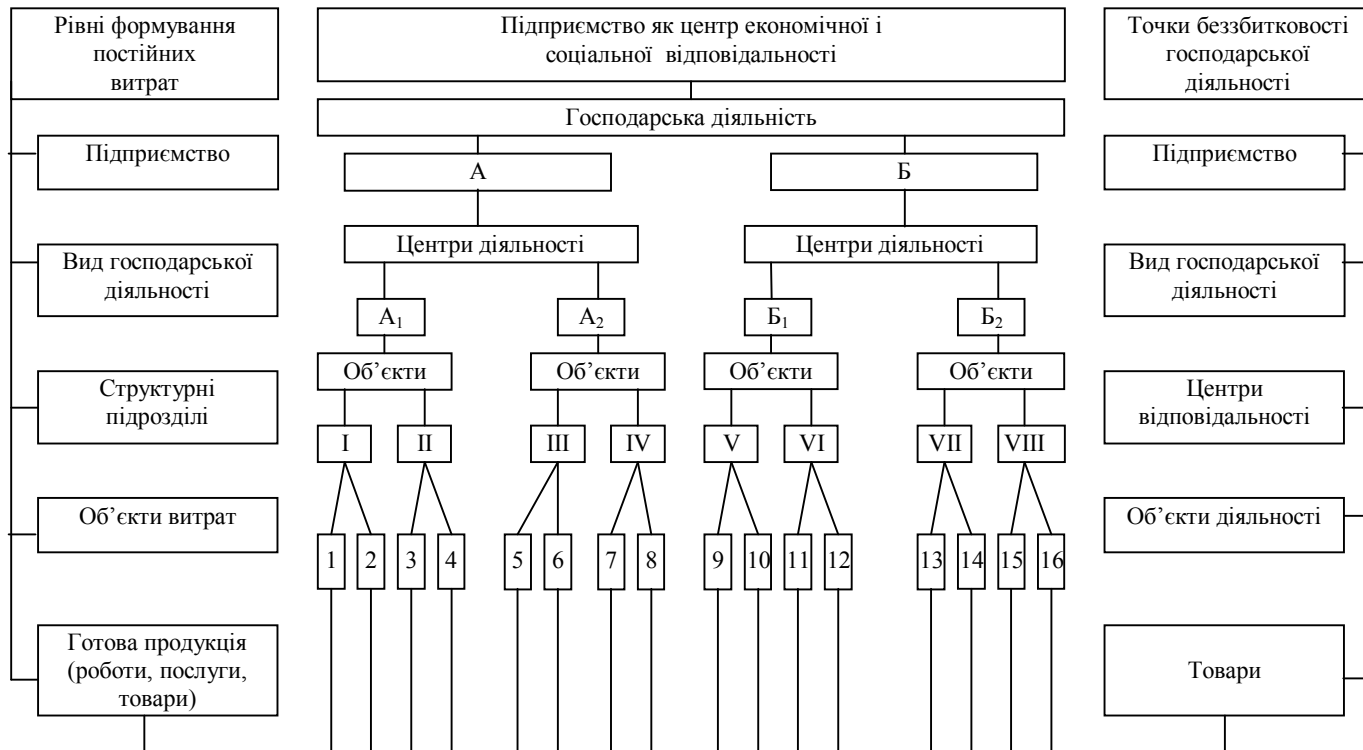 Рівні формування
постійних
витрат
Підприємство як центр економічної і
соціальної відповідальності
Точки беззбитковості
господарської
діяльності
Господарська діяльність
Підприємство
А
Б
Підприємство
Центри діяльності
Центри діяльності
Вид господарської
діяльності
Вид господарської
діяльності
А₁
А₂
Б₁
Б₂
Об’єкти
Об’єкти
Об’єкти
Об’єкти
Структурні
підрозділі
Центри
відповідальності
I
II
III
IV
V
VI
VII
VIII
Об’єкти витрат
Об’єкти діяльності
1
2
3
4
5
6
7
8
9
10
11
12
13
14
15
16
Готова продукція
(роботи, послуги,
товари)
Товари